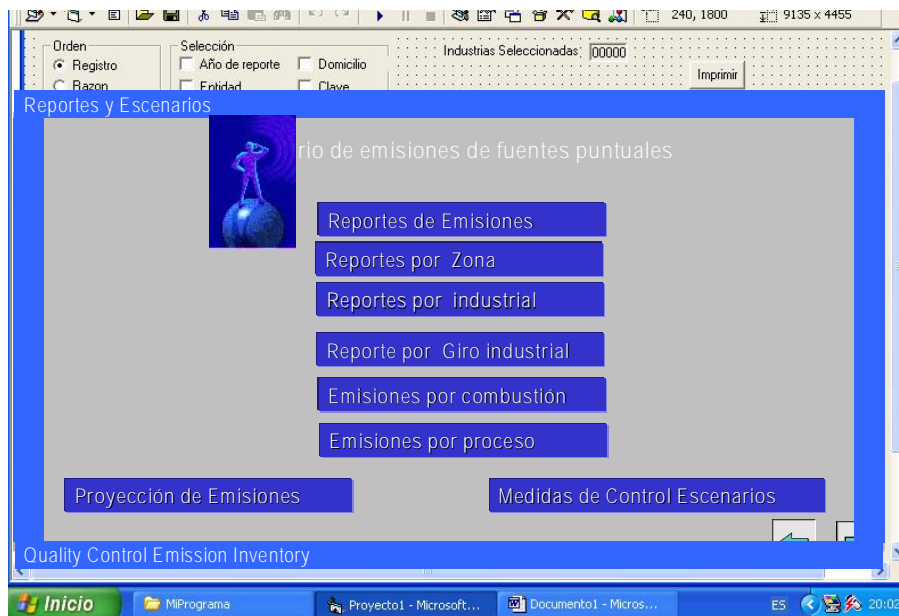 240, 1800 9135 x 4455
Orden Selección Industrias Seleccionadas 00000
Registro Año de reporte Domicilio Imprimir
Razon Entidad Clave
Reportes y Escenarios
rio de emisiones de fuentes puntuales
Reportes de Emisiones
Reportes por Zona
Reportes por industrial
Reporte por Giro industrial
Emisiones por combustión
Emisiones por proceso
Proyección de Emisiones Medidas de Control Escenarios
Quality Control Emission Inventory
Inicio MiPrograma Proyecto1 - Microsoft... Documento1 - Micros... ES 20:02